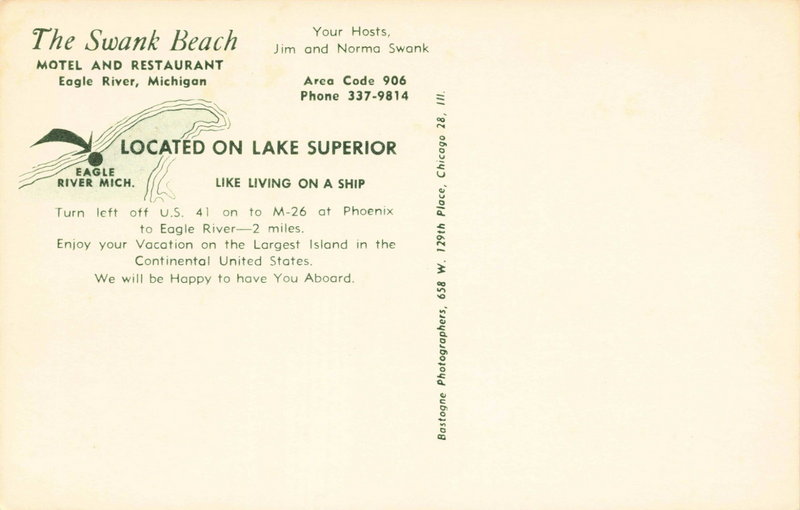 The Swank Beach
MOTEL AND RESTAURANT
Eagle River, Michigan
Your Hosts,
Jim and Norma Swank
Area Code 906
Phone 337-9814
LOCATED ON LAKE SUPERIOR
EAGLE
RIVER MICH.
LIKE LIVING ON A SHIP
Turn left off U.S. 41 on to M-26 at Phoenix
to Eagle River—2 miles.
Enjoy your Vacation on the Largest Island in the
Continental United States.
We will be Happy to have You Aboard.
Bastogne Photographers, 658 W. 129th Place, Chicago 28, Ill.